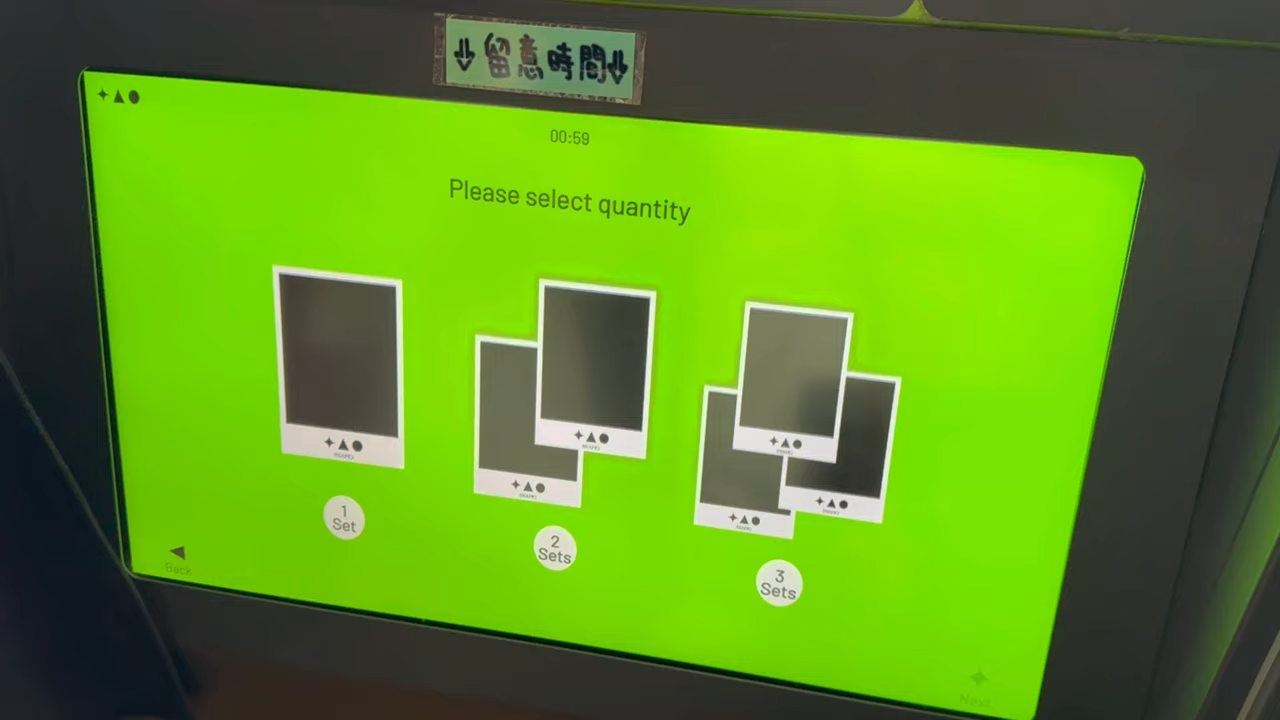 ↓留意時間↓
00:59
Please select quantity
1
Set
2
Sets
3
Sets
Back
Next